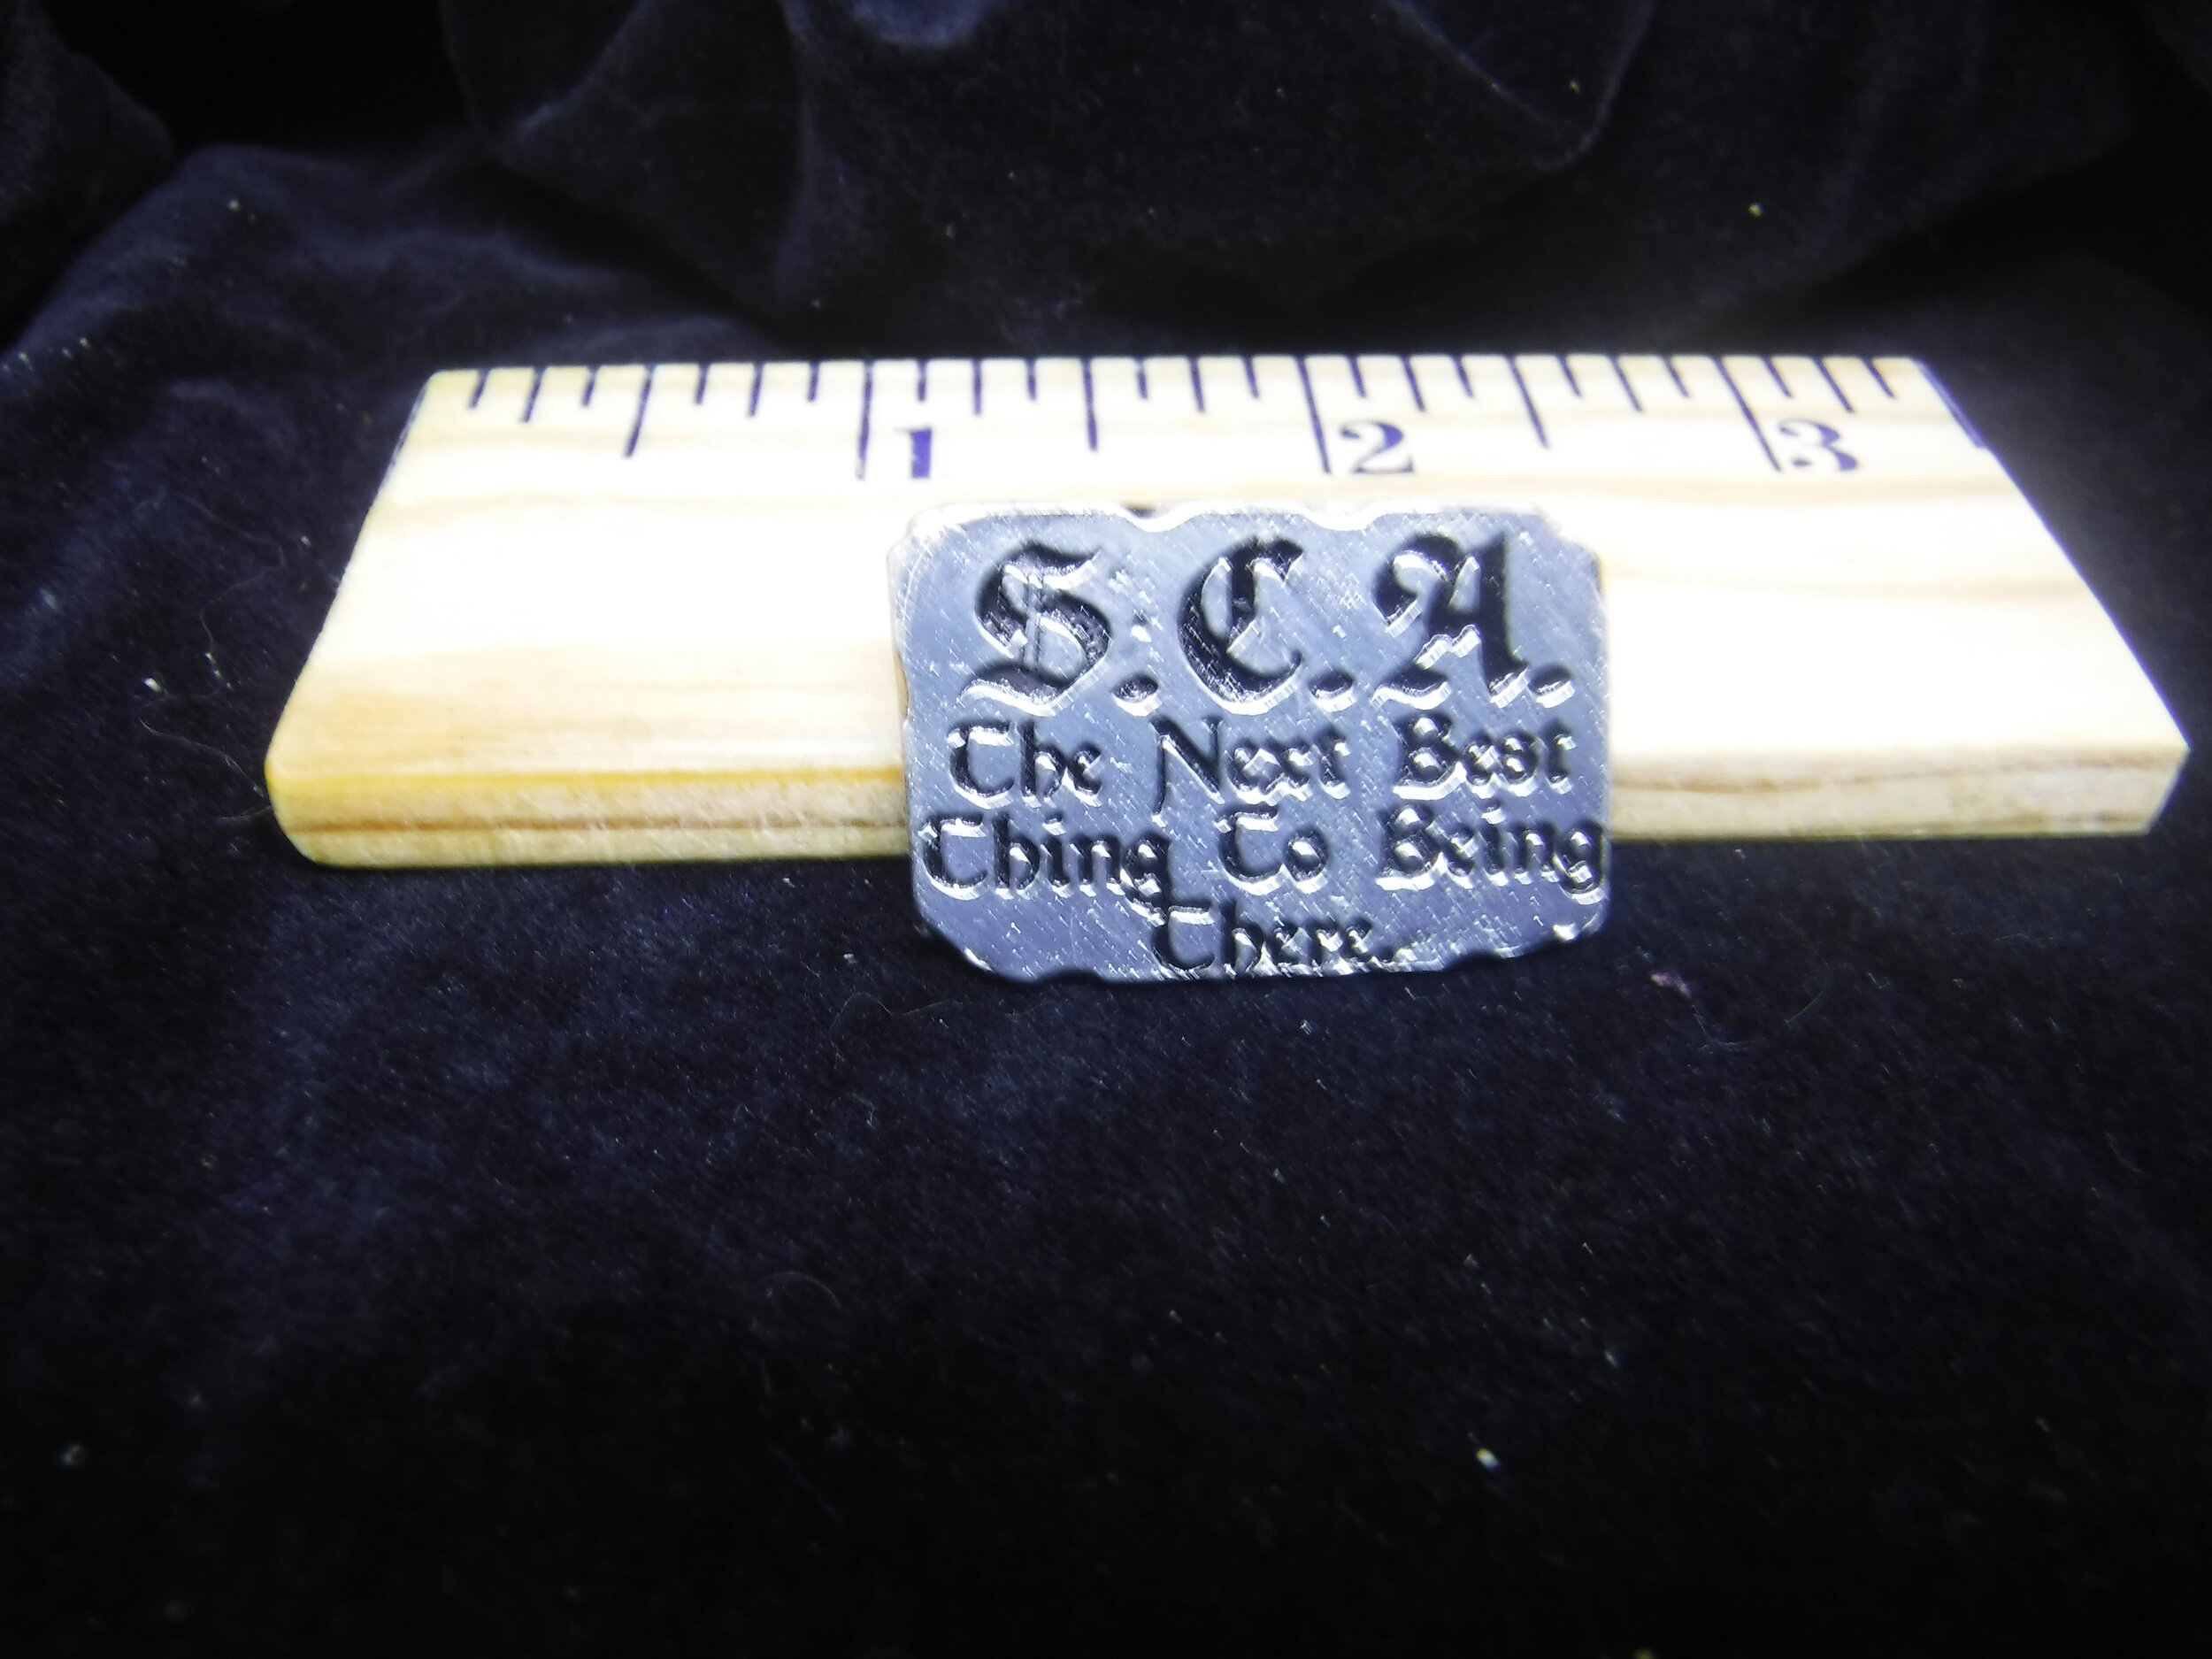 1 2 3
S.C.A.
The Next Best
Thing To Being
There.